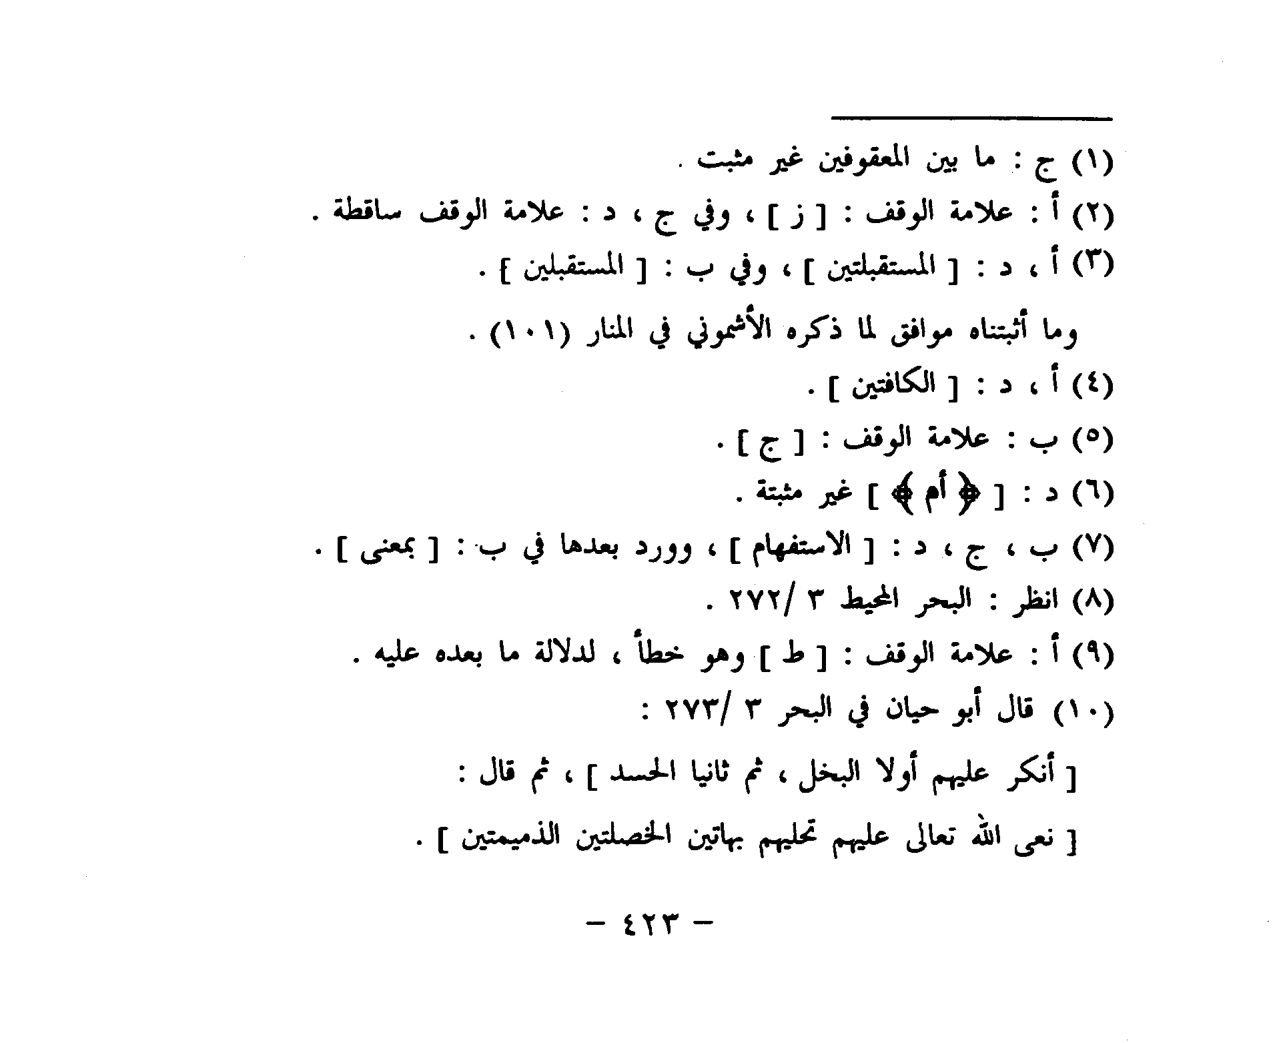 (١) ج : ما بين المعقوفين غير مثبت .
(٢) أ : علامة الوقف : [ ز ] ، وفي ج ، د : علامة الوقف ساقطة .
(٣) أ ، د : [ المستقبلتين ] ، وفي ب : [ المستقبلين ] .
وما أثبتناه موافق لما ذكره الأشموني في المنار (١٠١) .
(٤) أ ، د : [ الكافتين ] .
(٥) ب : علامة الوقف : [ ج ] .
(٦) د : [ ﴿ أم ﴾ ] غير مثبتة .
(٧) ب ، ج ، د : [ الاستفهام ] ، وورد بعدها في ب : [ بمعنى ] .
(٨) انظر : البحر المحيط ٣ /٢٧٢ .
(٩) أ : علامة الوقف : [ ط ] وهو خطأ ، لدلالة ما بعده عليه .
(١٠) قال أبو حيان في البحر ٣ /٢٧٣ :
[ أنكر عليهم أولا البخل ، ثم ثانيا الحسد ] ، ثم قال :
[ نعى الله تعالى عليهم تحليهم بهاتين الخصلتين الذميمتين ] .
– ٤٢٣ –